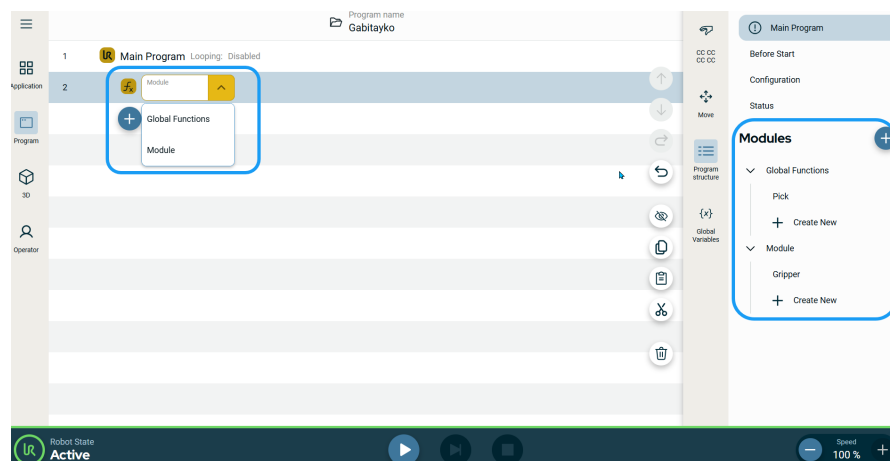 Program name
Gabitayko
Application
Program
3D
Operator
1 Main Program Looping: Disabled
2 Module
Global Functions
Module
CC CC
CC CC
Move
Program
structure
{x}
Global
Variables
Main Program
Before Start
Configuration
Status
Modules
Global Functions
Pick
Create New
Module
Gripper
Create New
Robot State
Active
Speed
100 %